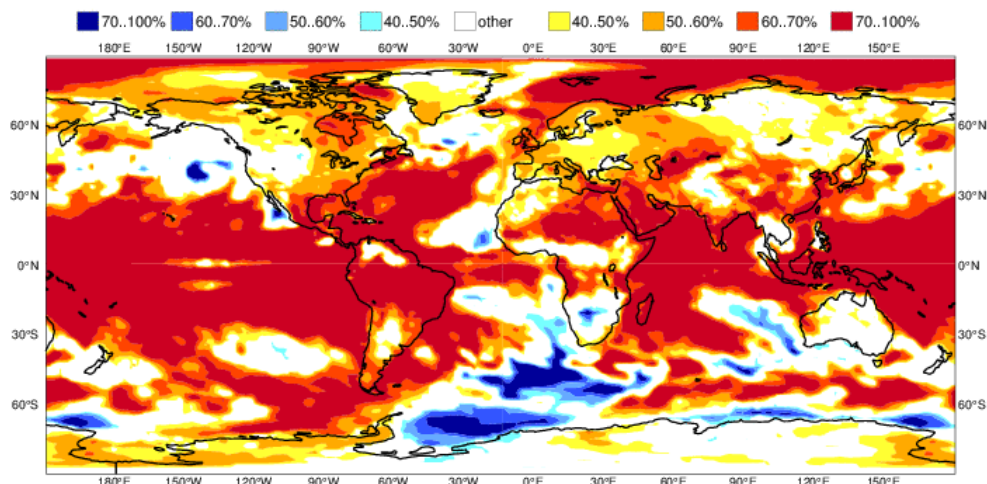 70..100% 60..70% 50..60% 40..50% other 40..50% 50..60% 60..70% 70..100%
180°E 150°W 120°W 90°W 60°W 30°W 0°E 30°E 60°E 90°E 120°E 150°E
60°N 60°N
30°N 30°N
0°N 0°N
30°S 30°S
60°S 60°S
180°E 150°W 120°W 90°W 60°W 30°W 0°E 30°E 60°E 90°E 120°E 150°E